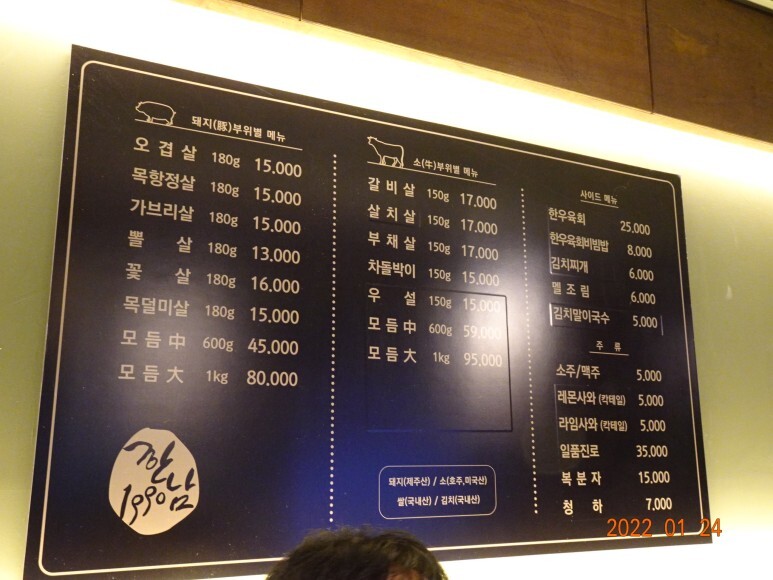 돼지(豚)부위별 메뉴
오겹살 180g 15.000
목항정살 180g 15.000
가브리살 180g 15.000
뽈 살 180g 13.000
꽃 살 180g 16.000
목덜미살 180g 15.000
모듬 中 600g 45.000
모듬 大 1kg 80.000
한남
1990
소(牛)부위별 메뉴
갈비살 150g 17.000
살치살 150g 17.000
부채살 150g 17.000
차돌박이 150g 15.000
우 설 150g 15.000
모듬 中 600g 59.000
모듬 大 1kg 95.000
돼지(제주산) / 소(호주,미국산)
쌀(국내산) / 김치(국내산)
사이드 메뉴
한우육회 25.000
한우육회비빔밥 8.000
김치찌개 6.000
멜조림 6.000
김치말이국수 5.000
주 류
소주/맥주 5.000
레몬사와 (칵테일) 5.000
라임사와 (칵테일) 5.000
일품진로 35.000
복분자 15.000
청 하 7.000
2022 01 24